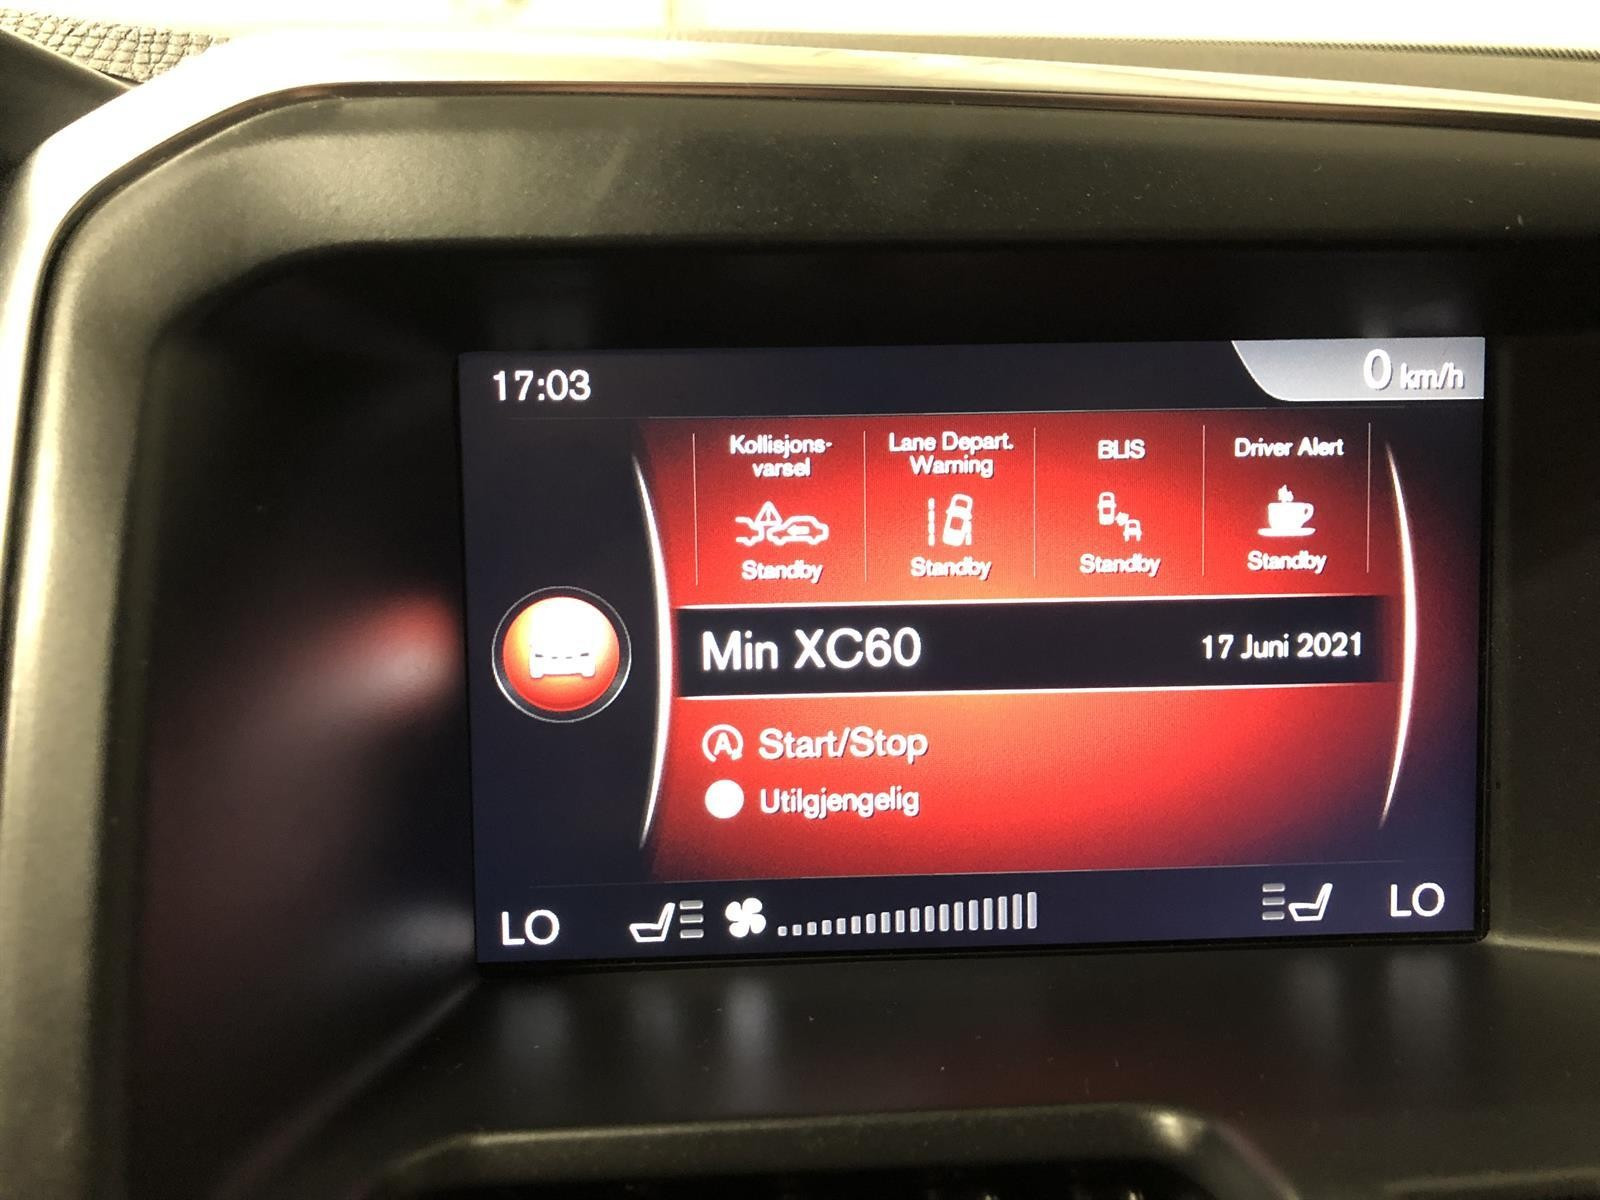 17:03
0 km/h
Kollisjons-
varsel
Standby
Lane Depart.
Warning
Standby
BLIS
Standby
Driver Alert
Standby
Min XC60
17 Juni 2021
A Start/Stop
Utilgjengelig
LO
LO